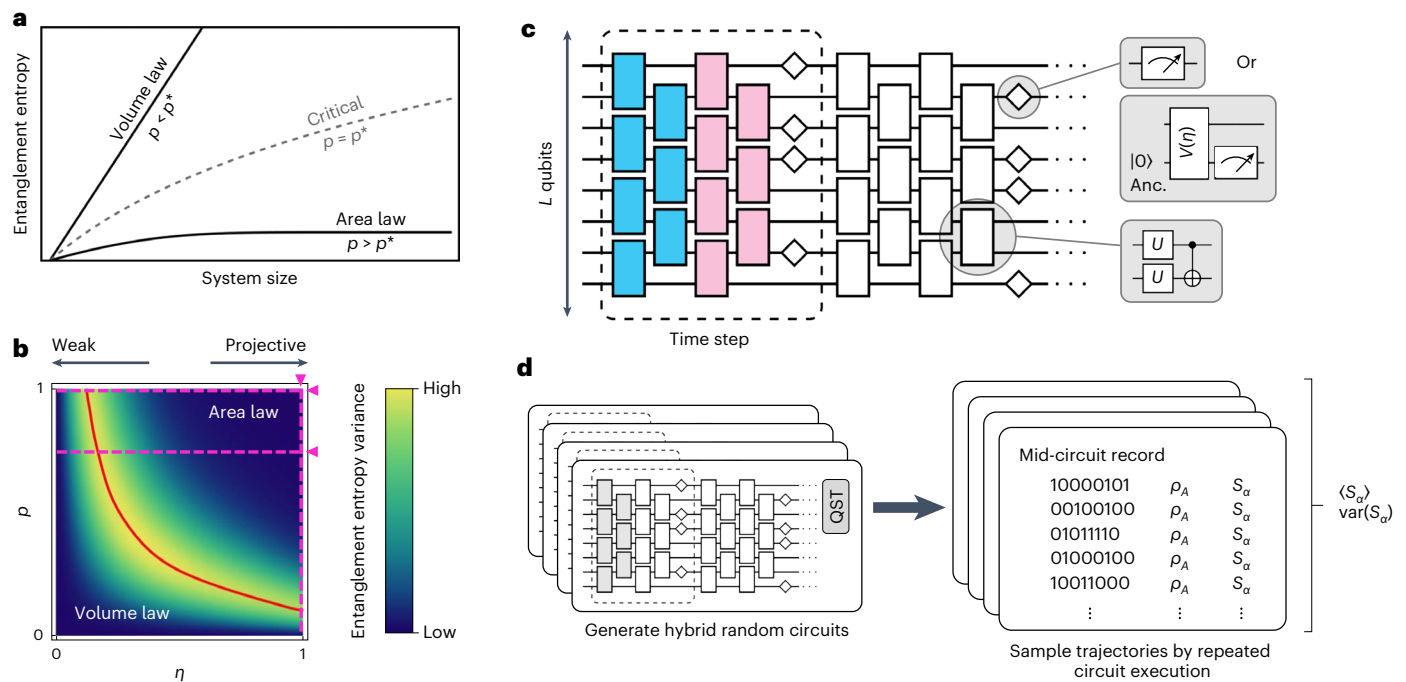 a
Entanglement entropy
Volume law
p < p*
Critical
p = p*
Area law
p > p*
System size
b
Weak
Projective
1
p
0
Area law
Volume law
0
1
η
Entanglement entropy variance
High
Low
c
L qubits
Time step
Or
|0⟩
Anc.
V(η)
U
U
d
QST
Generate hybrid random circuits
Mid-circuit record
10000101 ρA Sα
00100100 ρA Sα
01011110 ρA Sα
01000100 ρA Sα
10011000 ρA Sα
⋮ ⋮ ⋮
Sample trajectories by repeated
circuit execution
⟨Sα⟩
var(Sα)